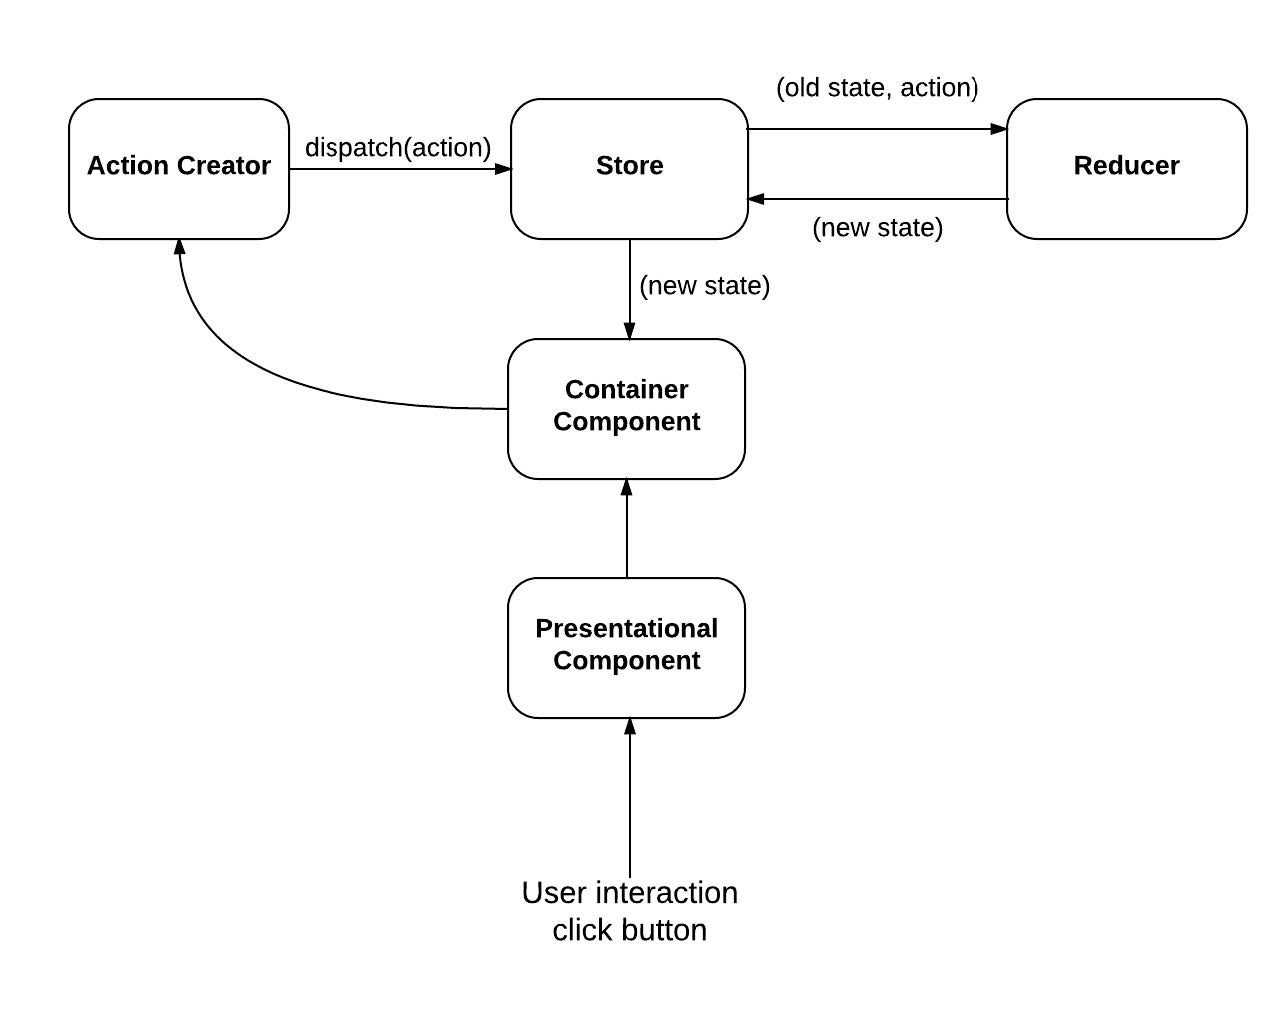 (old state, action)
Action Creator
dispatch(action)
Store
Reducer
(new state)
(new state)
Container
Component
Presentational
Component
User interaction
click button